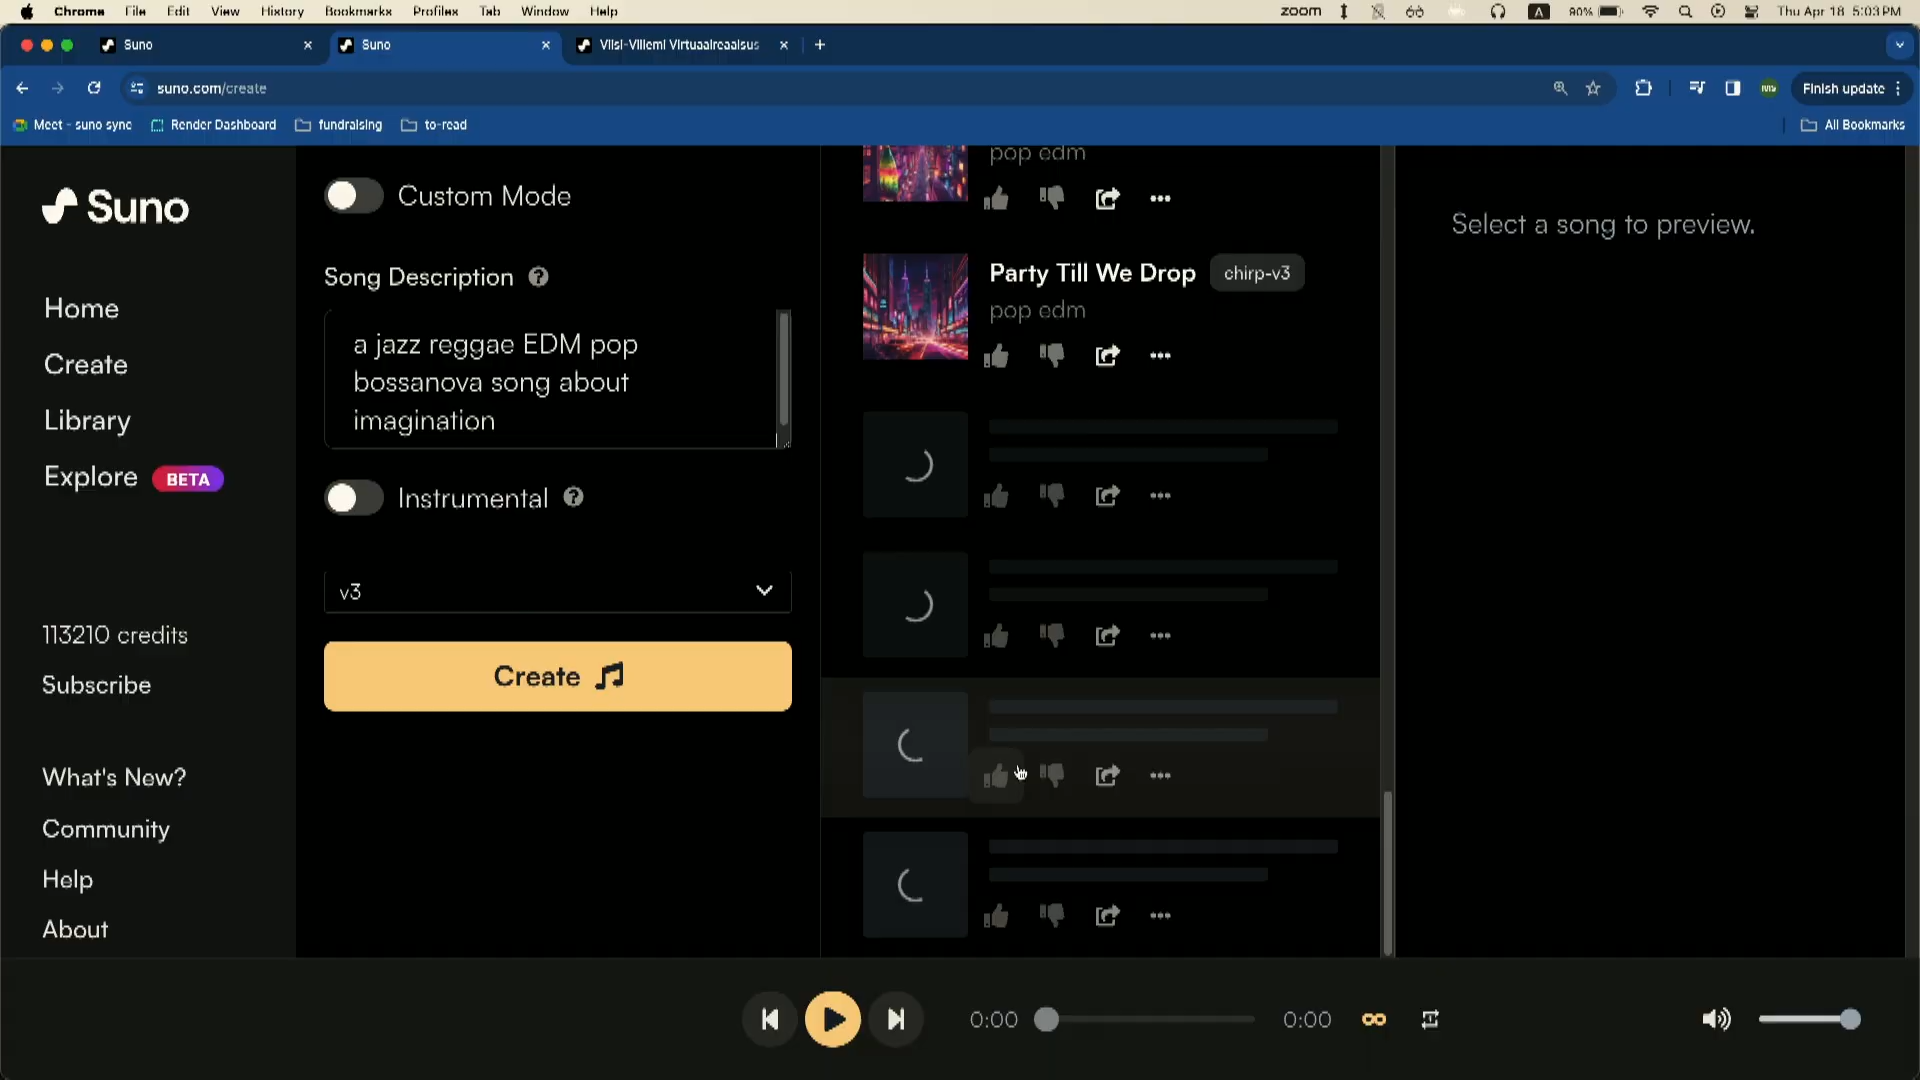 Chrome File Edit View History Bookmarks Profiles Tab Window Help
zoom A 90% Thu Apr 18 5:03 PM
Suno
Suno
Viisi-Villemi Virtuaalreaalsus
suno.com/create
Finish update
Meet - suno sync
Render Dashboard
fundraising
to-read
All Bookmarks
Suno
Home
Create
Library
Explore BETA
113210 credits
Subscribe
What's New?
Community
Help
About
Custom Mode
Song Description
a jazz reggae EDM pop
bossanova song about
imagination
Instrumental
v3
Create
pop edm
Party Till We Drop chirp-v3
pop edm
Select a song to preview.
0:00
0:00